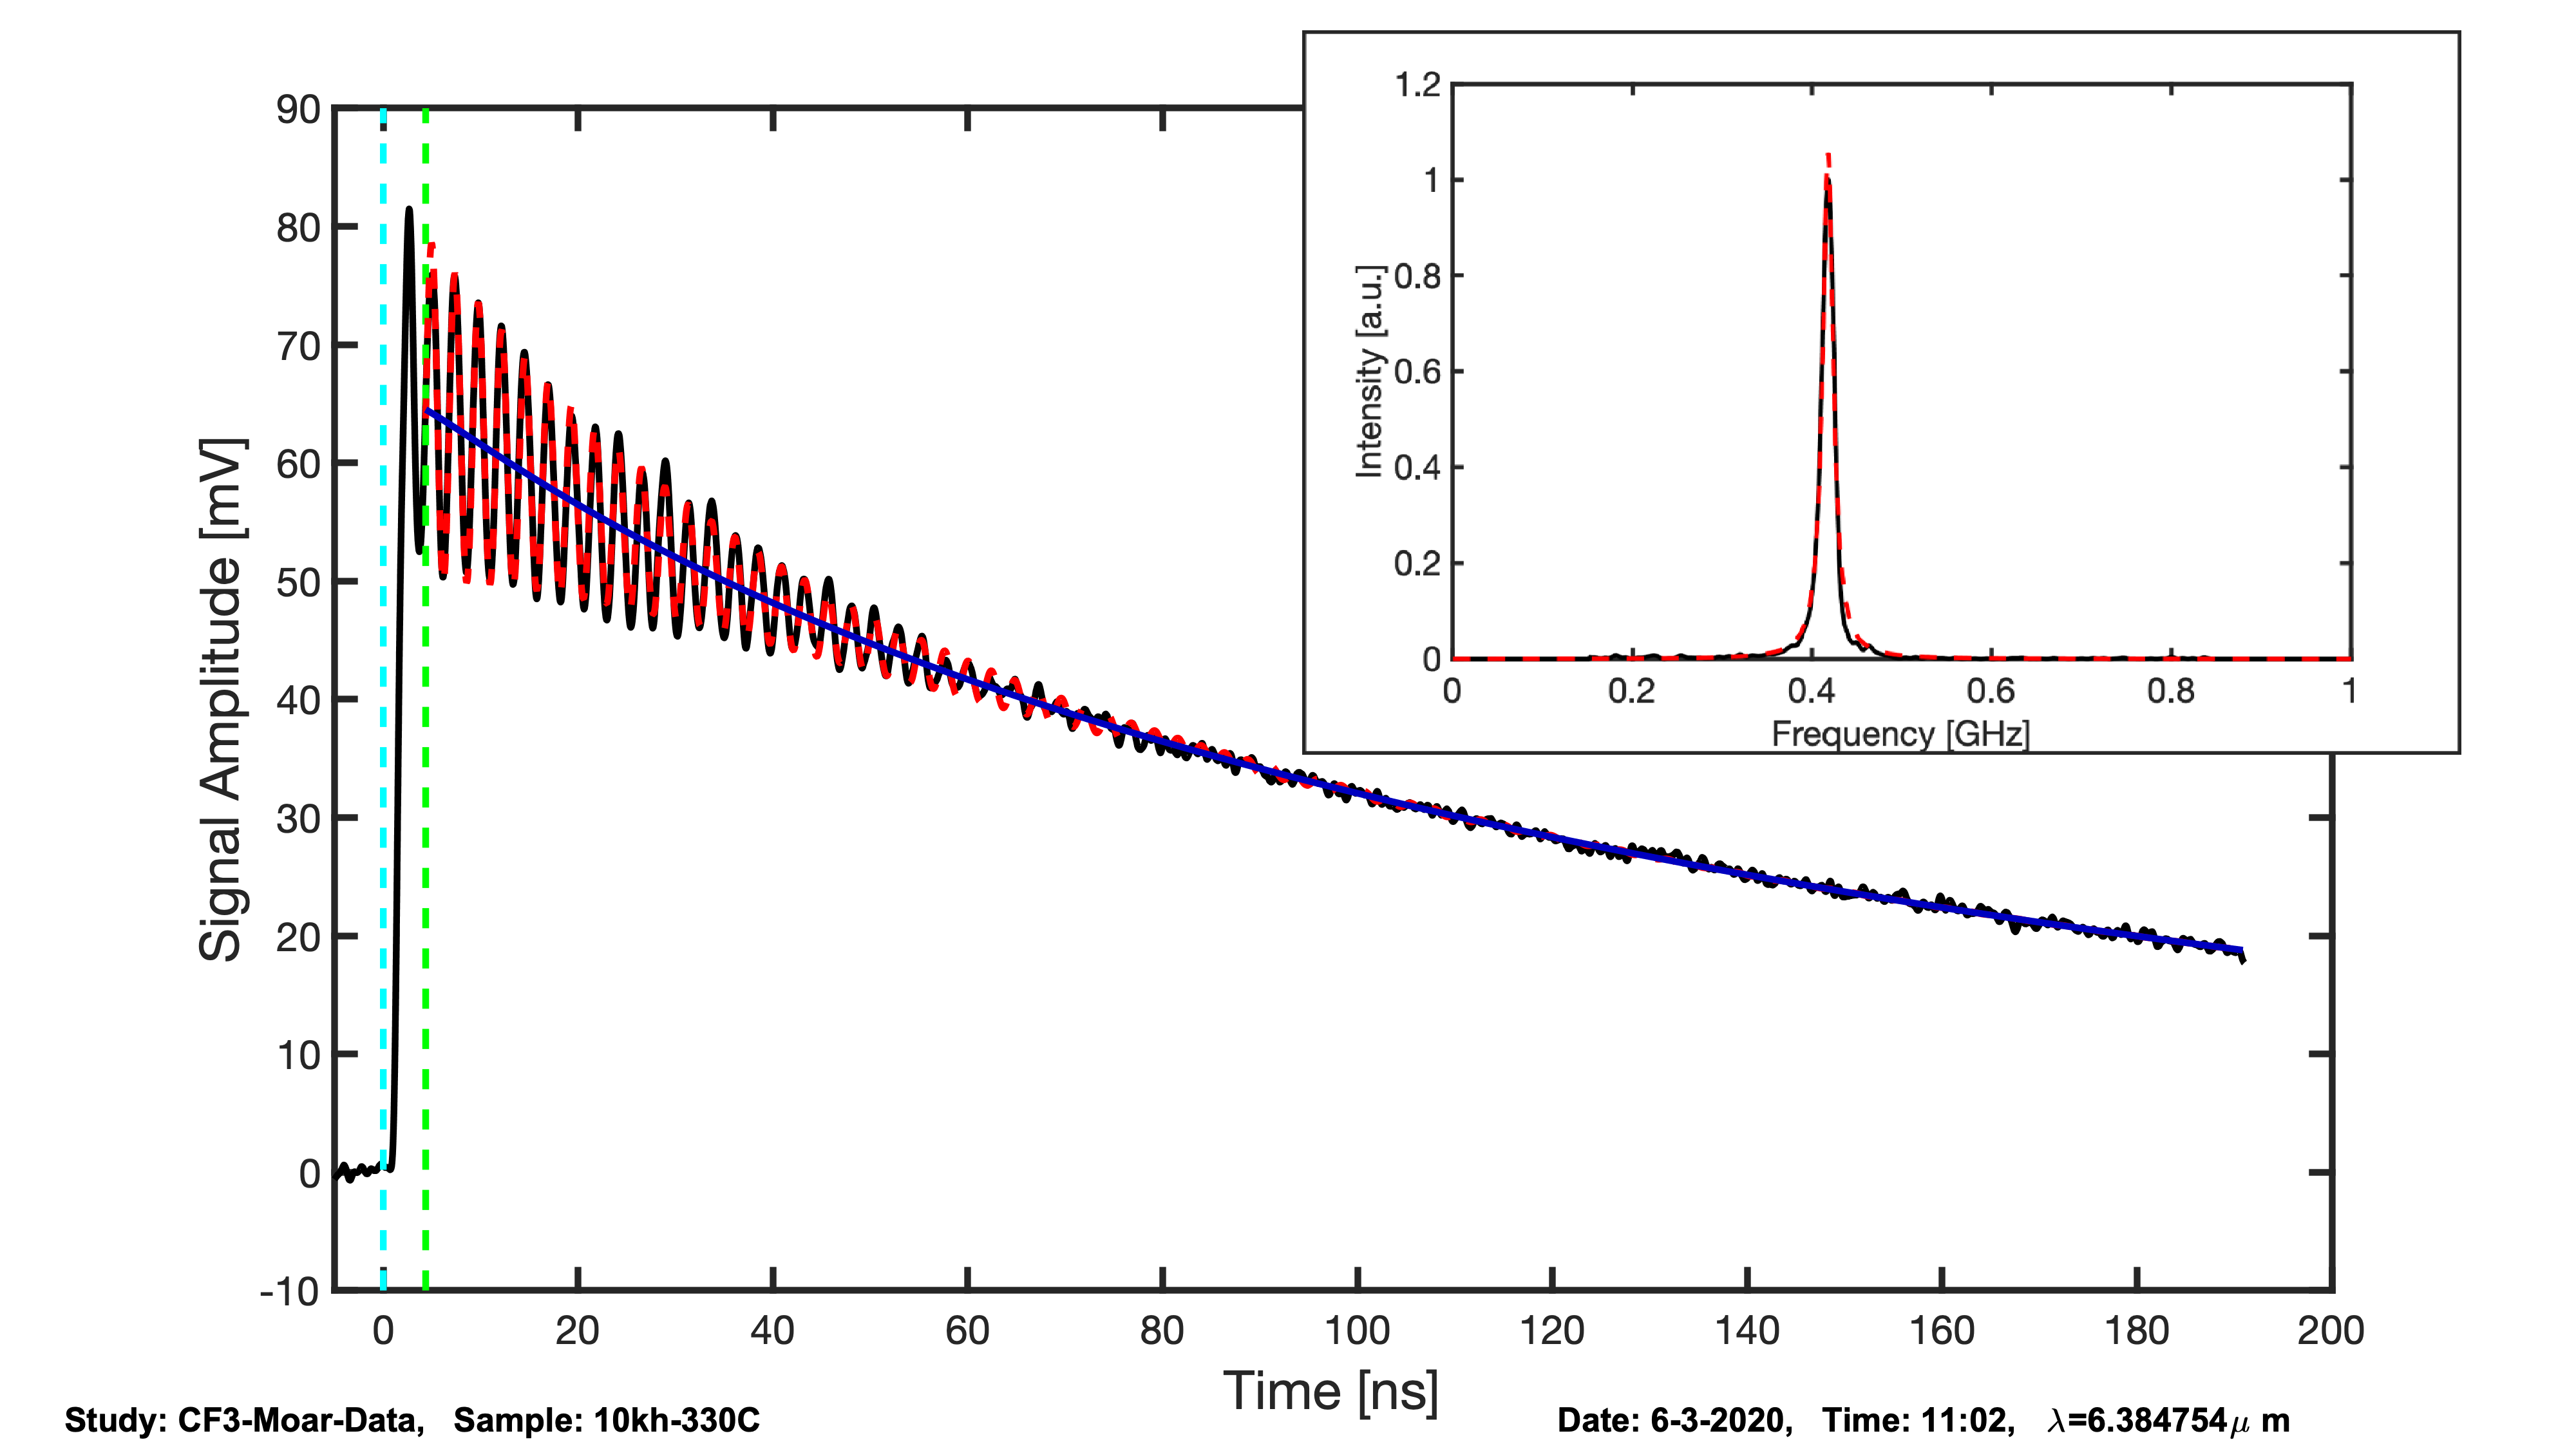 90
80
70
60
50
40
30
20
10
0
-10
Signal Amplitude [mV]
0 20 40 60 80 100 120 140 160 180 200
Time [ns]
1.2
1
0.8
0.6
0.4
0.2
0
Intensity [a.u.]
0 0.2 0.4 0.6 0.8 1
Frequency [GHz]
Study: CF3-Moar-Data, Sample: 10kh-330C
Date: 6-3-2020, Time: 11:02, λ=6.384754μ m